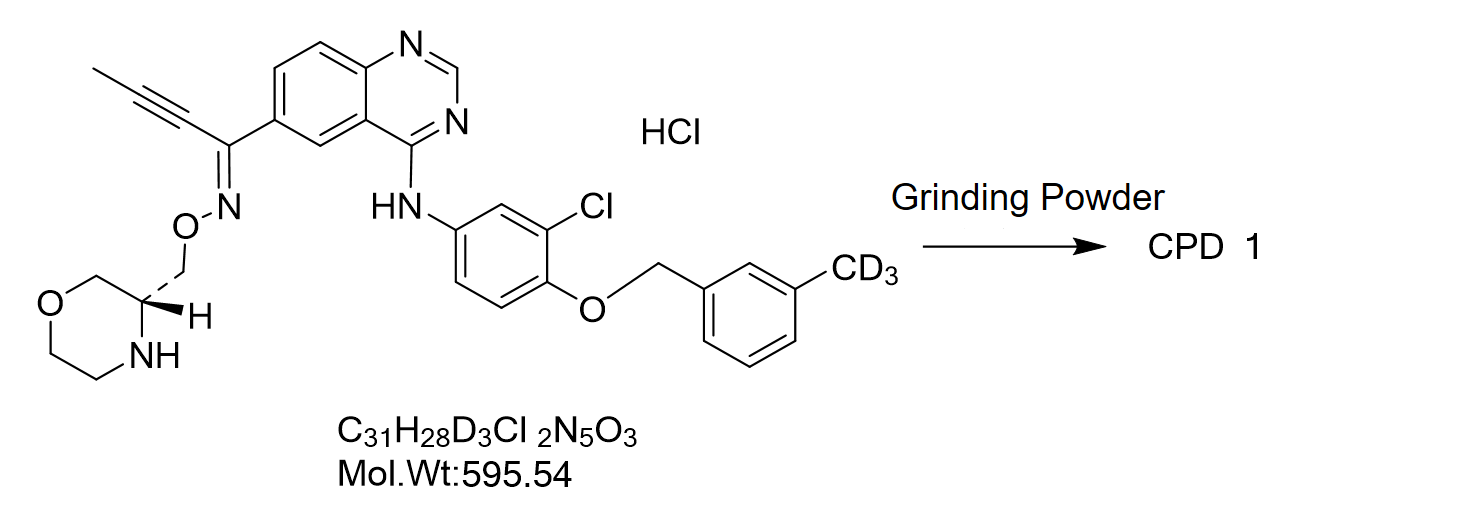 N
N
HCl
N
HN
Cl
O
Grinding Powder
CPD 1
CD3
O
H
O
NH
C31H28D3Cl 2N5O3
Mol.Wt:595.54